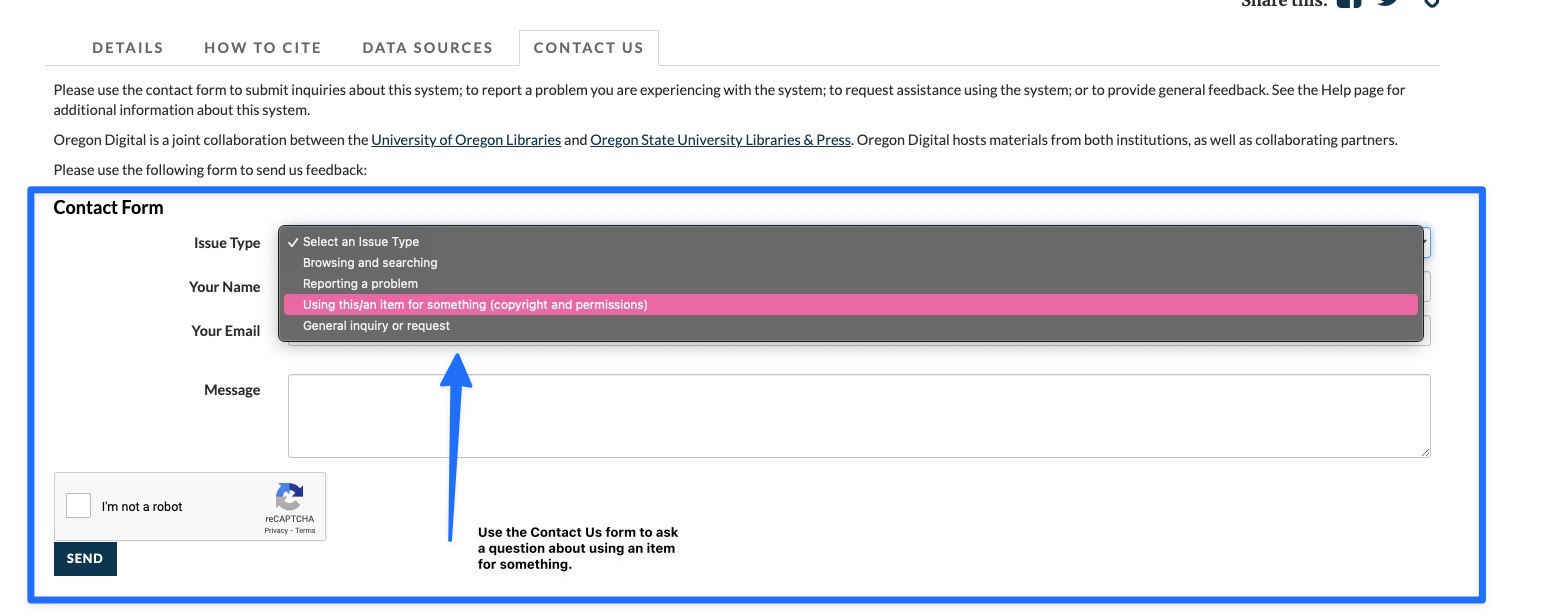 Share this:
DETAILS HOW TO CITE DATA SOURCES CONTACT US
Please use the contact form to submit inquiries about this system; to report a problem you are experiencing with the system; to request assistance using the system; or to provide general feedback. See the Help page for
additional information about this system.
Oregon Digital is a joint collaboration between the University of Oregon Libraries and Oregon State University Libraries & Press. Oregon Digital hosts materials from both institutions, as well as collaborating partners.
Please use the following form to send us feedback:
Contact Form
Issue Type
✓ Select an Issue Type
Browsing and searching
Your Name
Reporting a problem
Using this/an item for something (copyright and permissions)
Your Email
General inquiry or request
Message
I'm not a robot
reCAPTCHA
Privacy - Terms
SEND
Use the Contact Us form to ask
a question about using an item
for something.